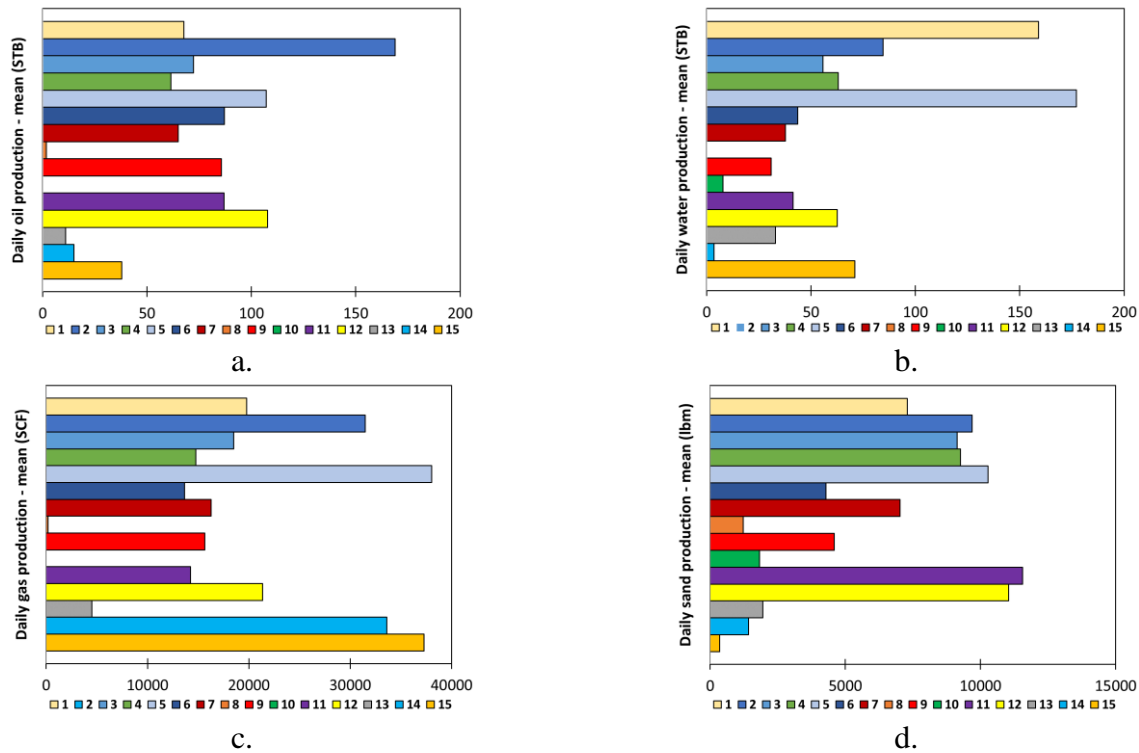 Daily oil production - mean (STB)
0 50 100 150 200
1 2 3 4 5 6 7 8 9 10 11 12 13 14 15
a.
Daily water production - mean (STB)
0 50 100 150 200
1 2 3 4 5 6 7 8 9 10 11 12 13 14 15
b.
Daily gas production - mean (SCF)
0 10000 20000 30000 40000
1 2 3 4 5 6 7 8 9 10 11 12 13 14 15
c.
Daily sand production - mean (lbm)
0 5000 10000 15000
1 2 3 4 5 6 7 8 9 10 11 12 13 14 15
d.